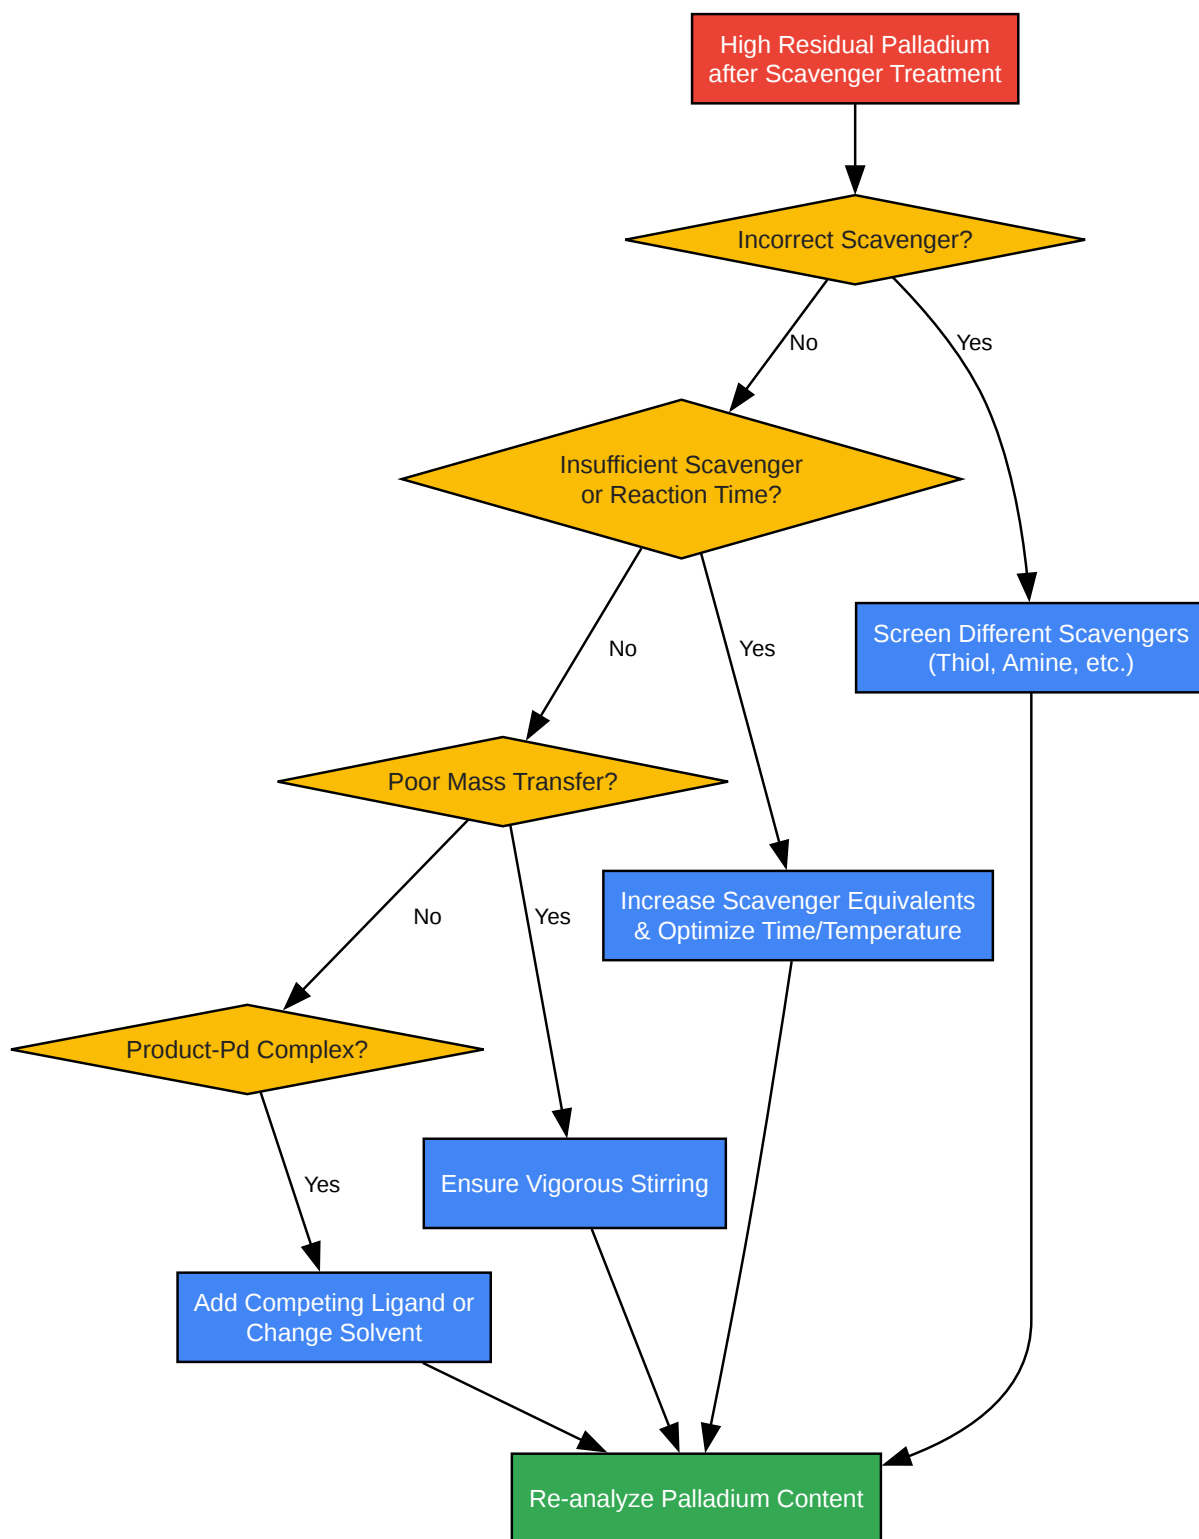 High Residual Palladium
after Scavenger Treatment
Incorrect Scavenger?
No
Yes
Insufficient Scavenger
or Reaction Time?
No
Yes
Screen Different Scavengers
(Thiol, Amine, etc.)
Poor Mass Transfer?
No
Yes
Increase Scavenger Equivalents
& Optimize Time/Temperature
Product-Pd Complex?
Yes
Ensure Vigorous Stirring
Add Competing Ligand or
Change Solvent
Re-analyze Palladium Content